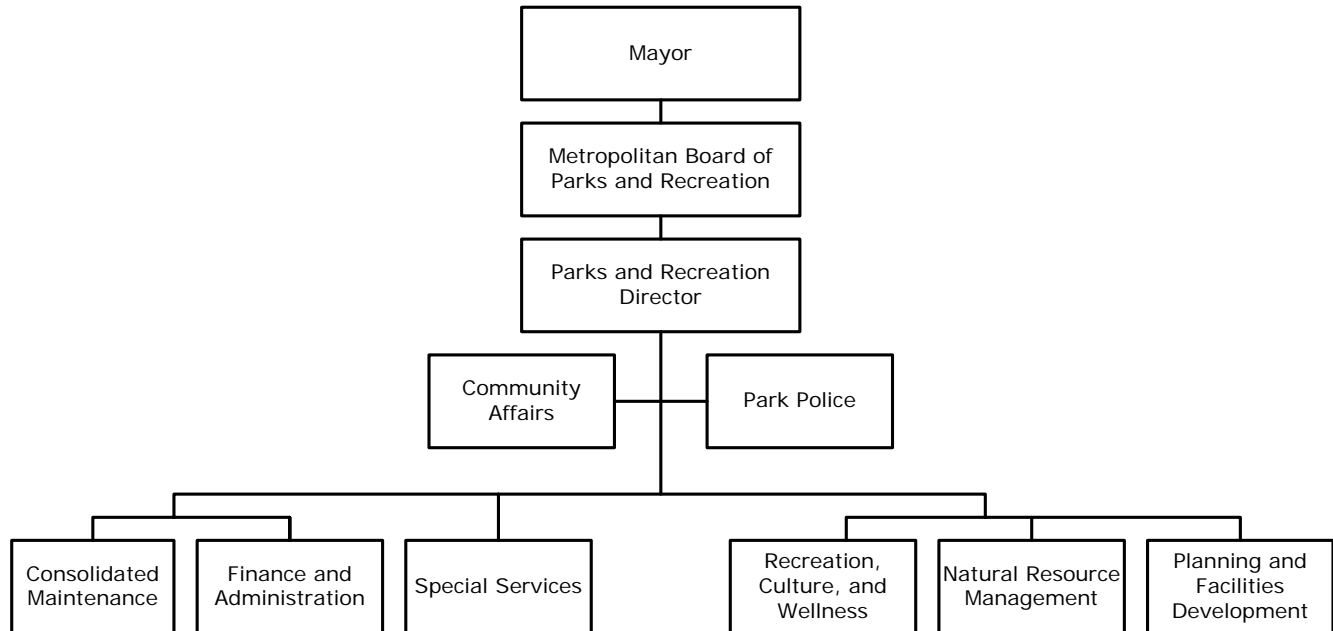 Mayor
Metropolitan Board of
Parks and Recreation
Parks and Recreation
Director
Community
Affairs
Park Police
Consolidated
Maintenance
Finance and
Administration
Special Services
Recreation,
Culture, and
Wellness
Natural Resource
Management
Planning and
Facilities
Development